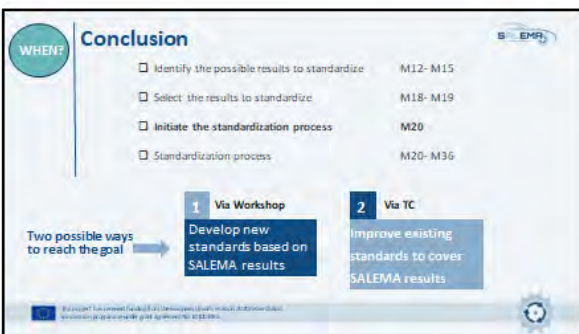 WHEN?
Conclusion
SALEMA
Identify the possible results to standardize M12- M15
Select the results to standardize M18- M19
Initiate the standardization process M20
Standardization process M20- M36
1 Via Workshop
2 Via TC
Two possible ways
to reach the goal
Develop new
standards based on
SALEMA results
Improve existing
standards to cover
SALEMA results